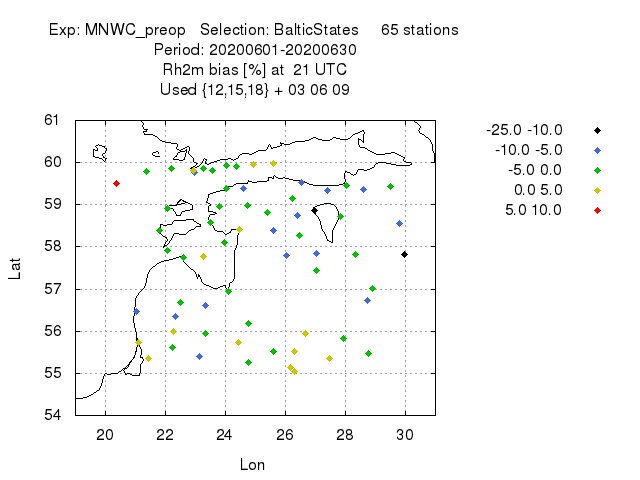 Exp: MNWC_preop Selection: BalticStates 65 stations
Period: 20200601-20200630
Rh2m bias [%] at 21 UTC
Used {12,15,18} + 03 06 09
61
60
59
58
57
56
55
54
Lat
20 22 24 26 28 30
Lon
-25.0 -10.0
-10.0 -5.0
-5.0 0.0
0.0 5.0
5.0 10.0